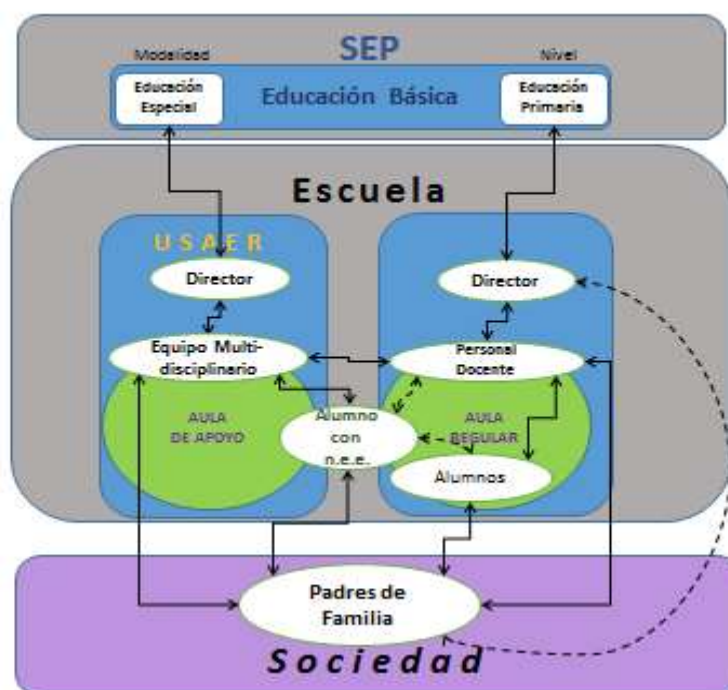 SEP
Modalidad
Nivel
Educación
Especial
Educación Básica
Educación
Primaria
Escuela
USAER
Director
Director
Equipo Multi-
disciplinario
Personal
Docente
AULA
DE APOYO
Alumno
con
n.e.e.
AULA
REGULAR
Alumnos
Padres de
Familia
Sociedad